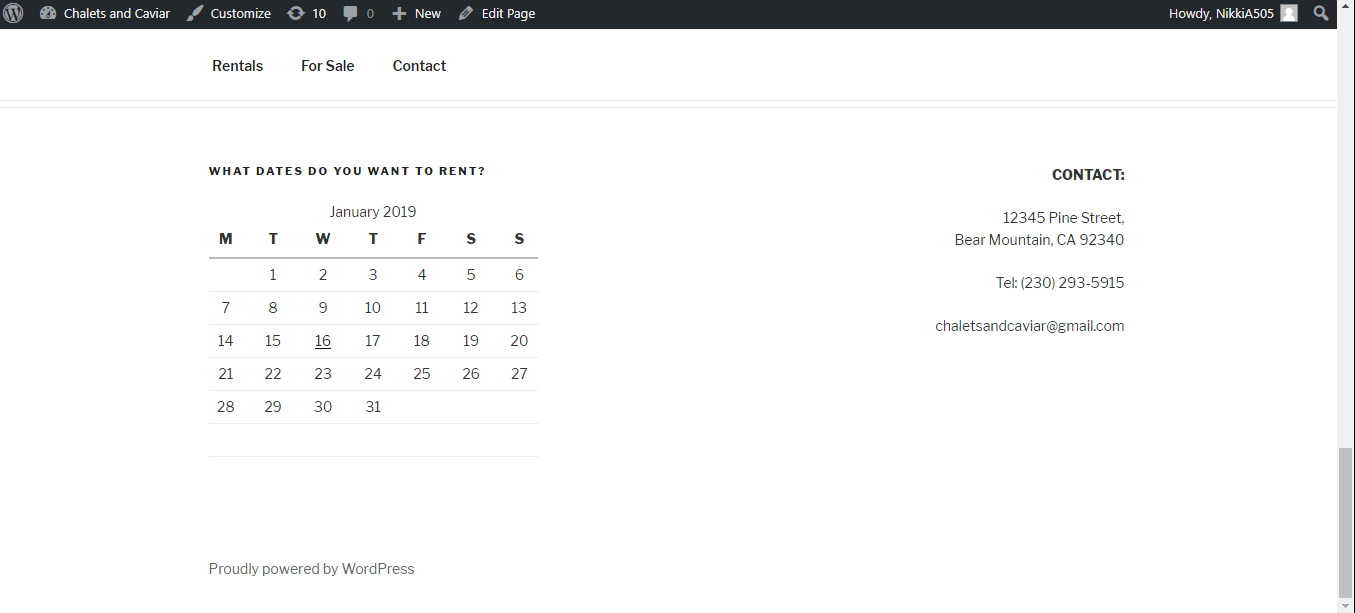 Chalets and Caviar Customize 10 0 New Edit Page Howdy, NikkiA505
Rentals For Sale Contact
WHAT DATES DO YOU WANT TO RENT?
January 2019
M T W T F S S
1 2 3 4 5 6
7 8 9 10 11 12 13
14 15 16 17 18 19 20
21 22 23 24 25 26 27
28 29 30 31
CONTACT:
12345 Pine Street,
Bear Mountain, CA 92340
Tel: (230) 293-5915
chaletsandcaviar@gmail.com
Proudly powered by WordPress